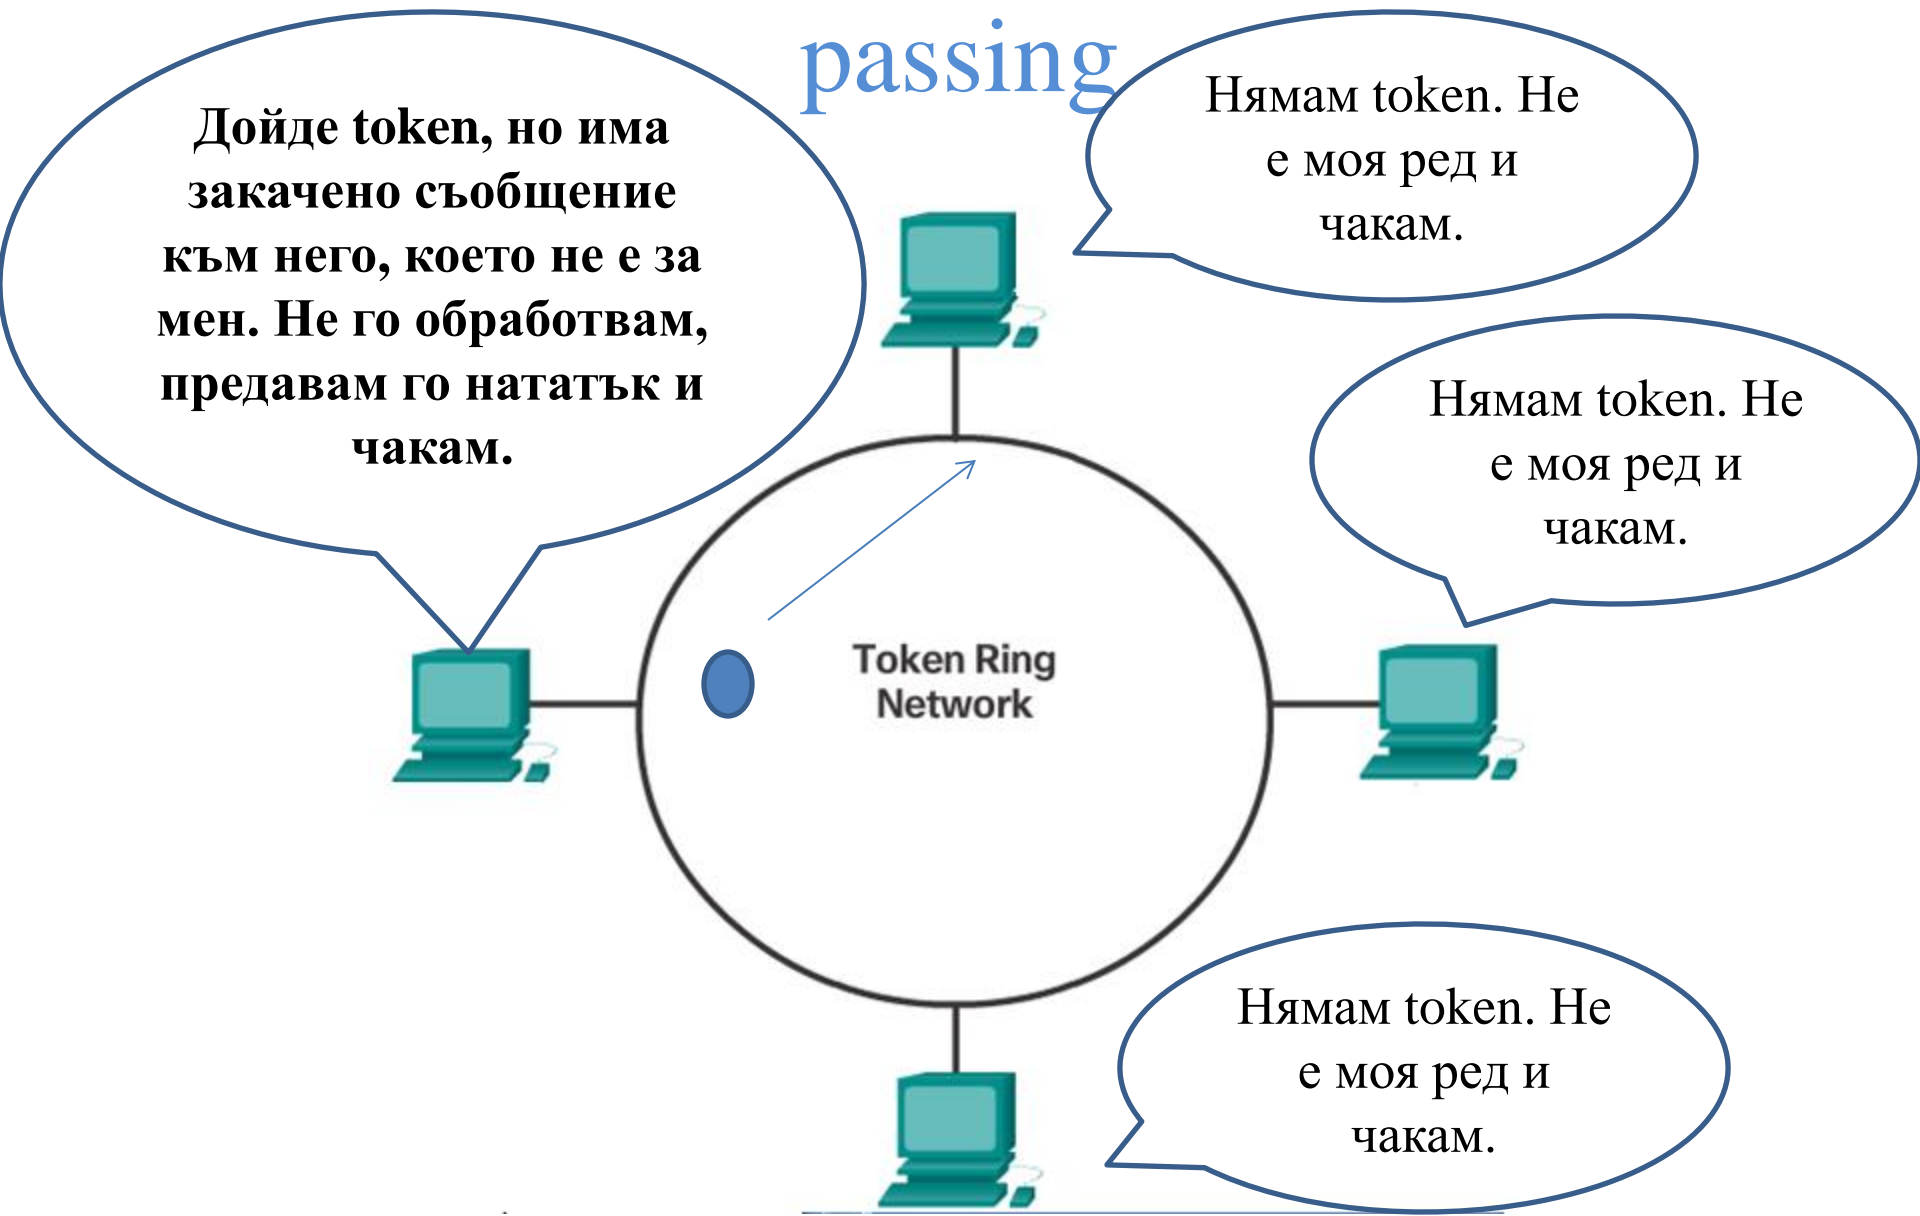 passing
Дойде token, но има
закачено съобщение
към него, което не е за
мен. Не го обработвам,
предавам го нататък и
чакам.
Нямам token. Не
е моя ред и
чакам.
Нямам token. Не
е моя ред и
чакам.
Token Ring
Network
Нямам token. Не
е моя ред и
чакам.